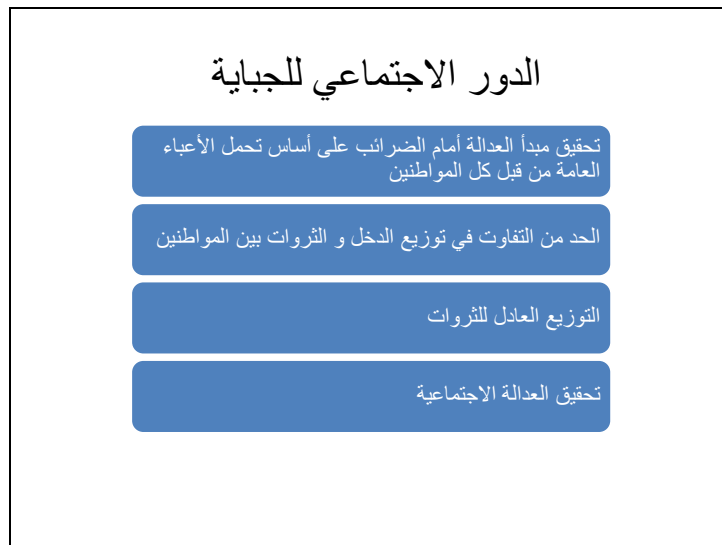 الدور الاجتماعي للجباية
تحقيق مبدأ العدالة أمام الضرائب على أساس تحمل الأعباء
العامة من قبل كل المواطنين
الحد من التفاوت في توزيع الدخل و الثروات بين المواطنين
التوزيع العادل للثروات
تحقيق العدالة الاجتماعية